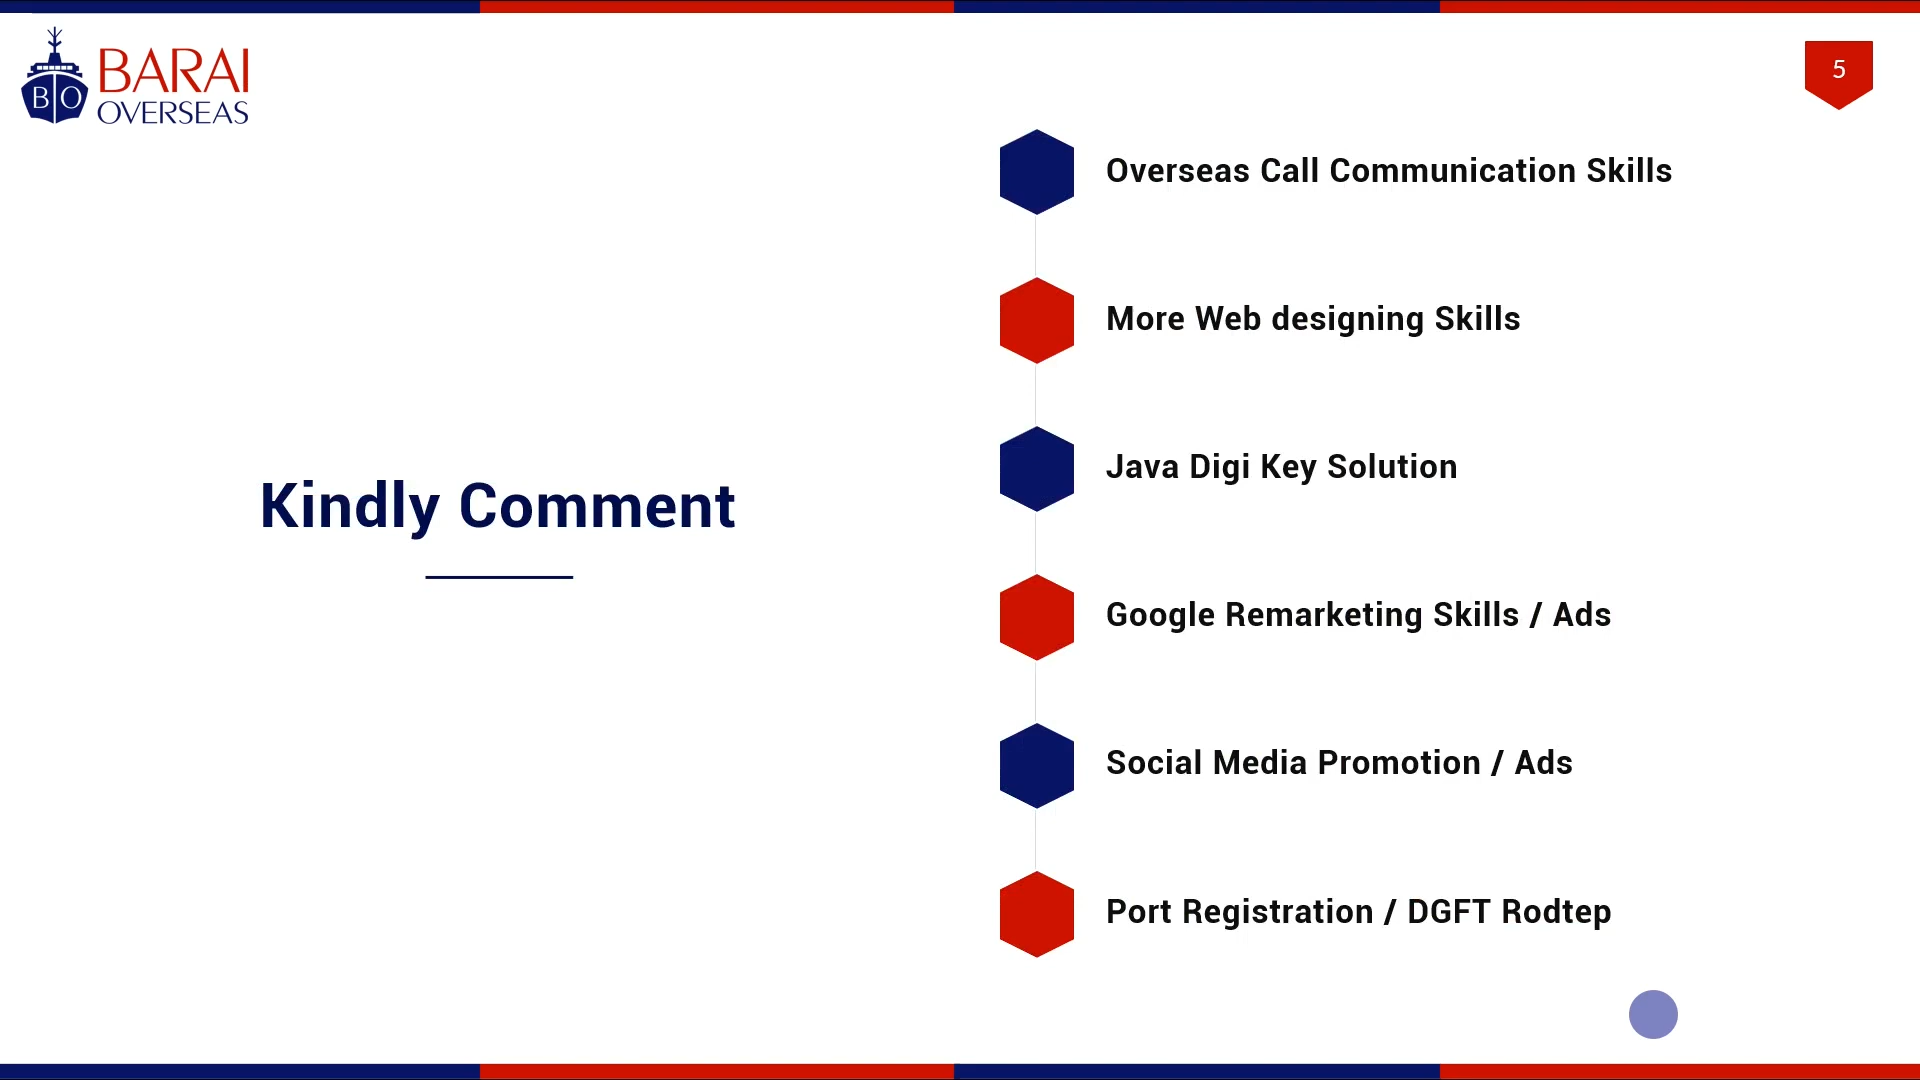 BO
BARAI
OVERSEAS
5
Kindly Comment
Overseas Call Communication Skills
More Web designing Skills
Java Digi Key Solution
Google Remarketing Skills / Ads
Social Media Promotion / Ads
Port Registration / DGFT Rodtep